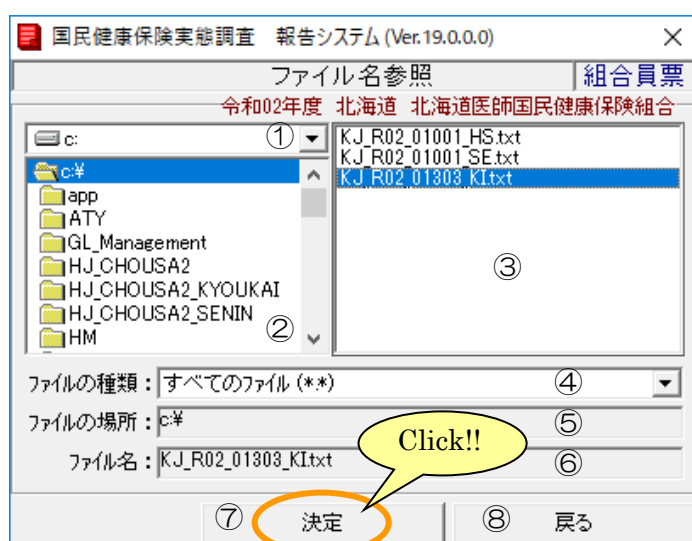 国民健康保険実態調査 報告システム (Ver.19.0.0.0)
ファイル名参照 組合員票
令和02年度 北海道 北海道医師国民健康保険組合
c: ①
c:¥
app
ATY
GL_Management
HJ_CHOUSA2
HJ_CHOUSA2_KYOUKAI
HJ_CHOUSA2_SENIN
HM
②
KJ_R02_01001_HS.txt
KJ_R02_01001_SE.txt
KJ_R02_01303_KI.txt
③
ファイルの種類： すべてのファイル (*.*) ④
ファイルの場所： c:¥ ⑤
ファイル名： KJ_R02_01303_KI.txt ⑥
Click!!
⑦ 決定 ⑧ 戻る